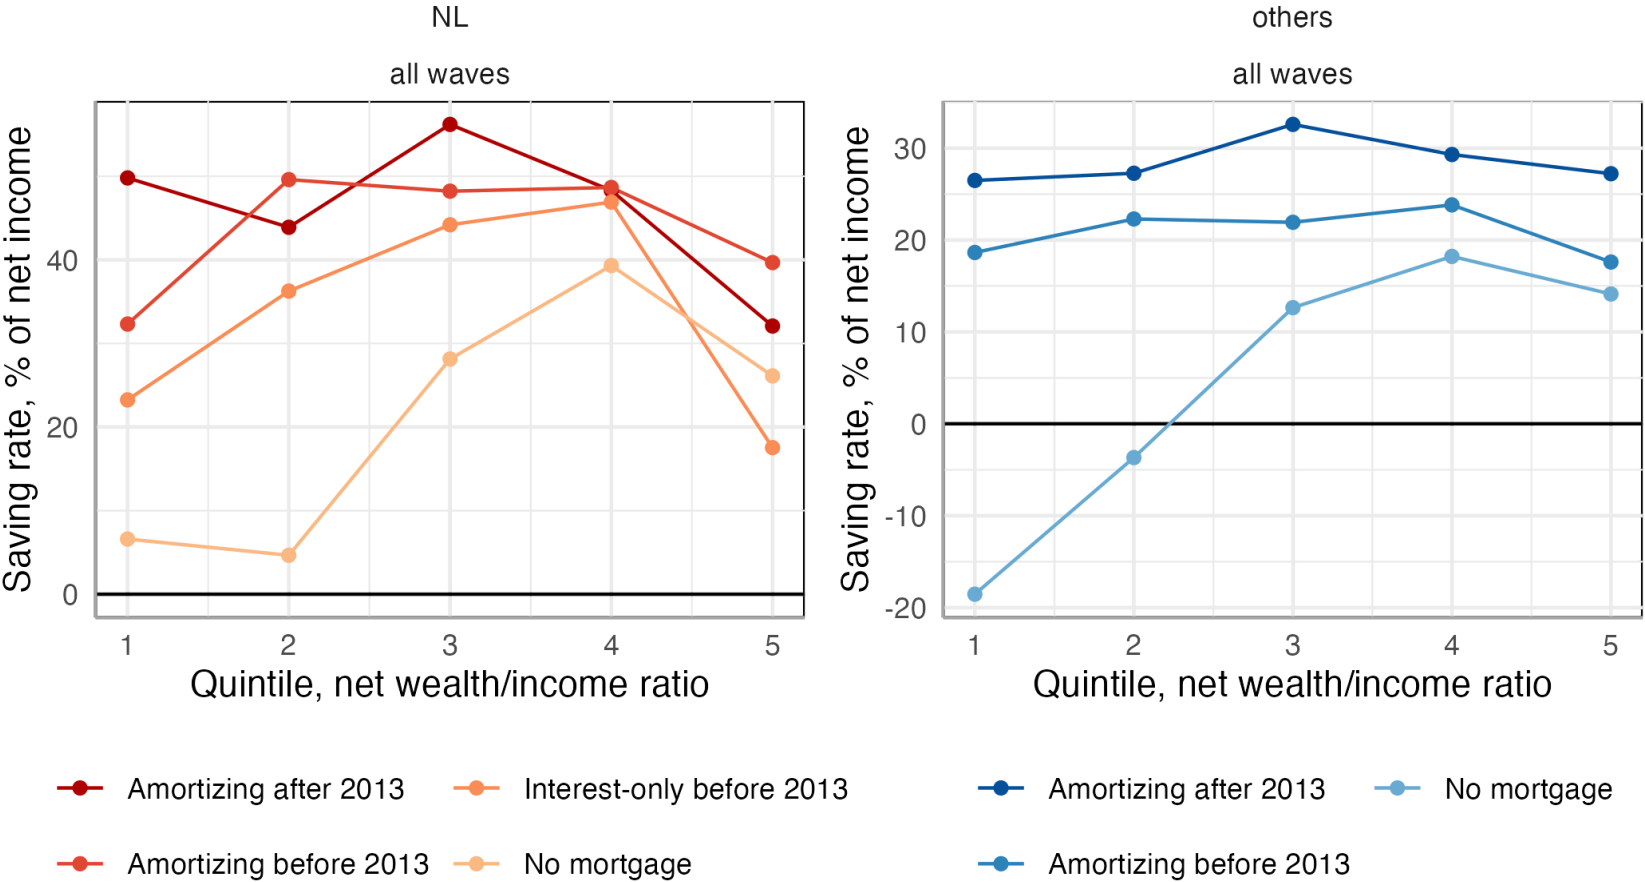 NL
all waves
Saving rate, % of net income
40
20
0
1 2 3 4 5
Quintile, net wealth/income ratio
Amortizing after 2013
Interest-only before 2013
Amortizing before 2013
No mortgage
others
all waves
Saving rate, % of net income
30
20
10
0
-10
-20
1 2 3 4 5
Quintile, net wealth/income ratio
Amortizing after 2013
No mortgage
Amortizing before 2013